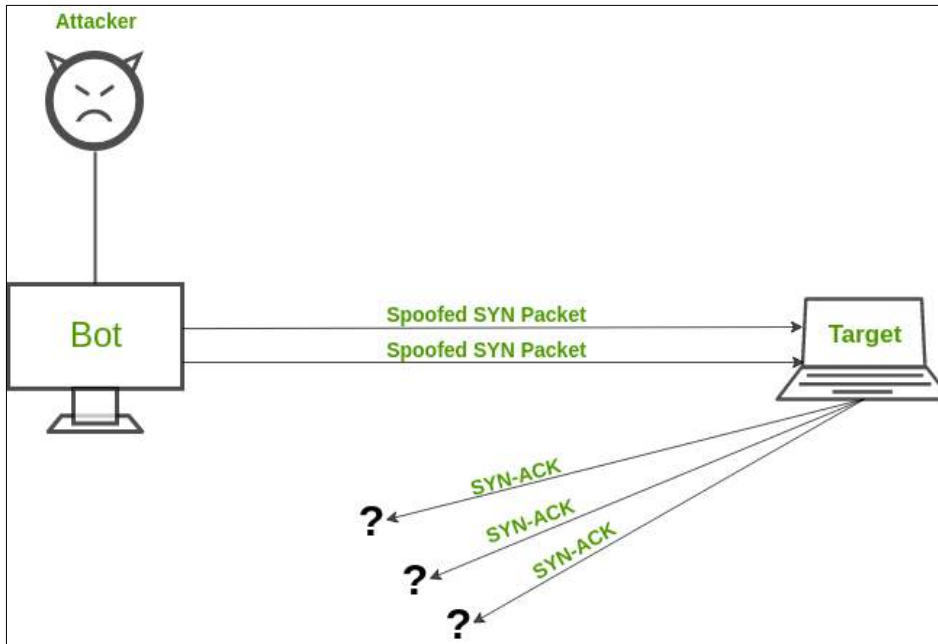 Attacker
Bot
Spoofed SYN Packet
Spoofed SYN Packet
Target
SYN-ACK
?
SYN-ACK
?
SYN-ACK
?